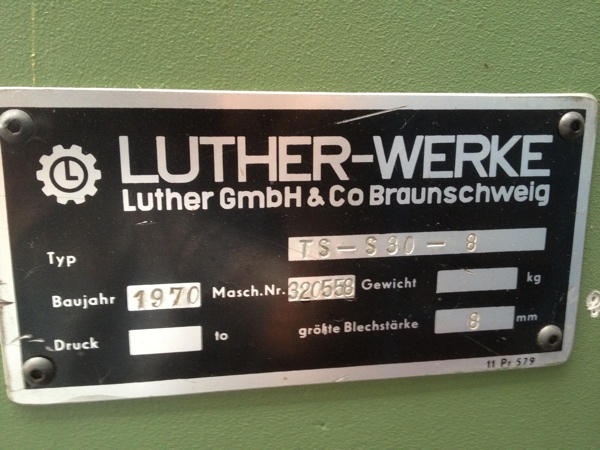 L
LUTHER-WERKE
Luther GmbH & Co Braunschweig
Typ TS-S80-8
Baujahr 1970 Masch.Nr. 320558 Gewicht kg
Druck to größte Blechstärke 8 mm
11 Pr 579